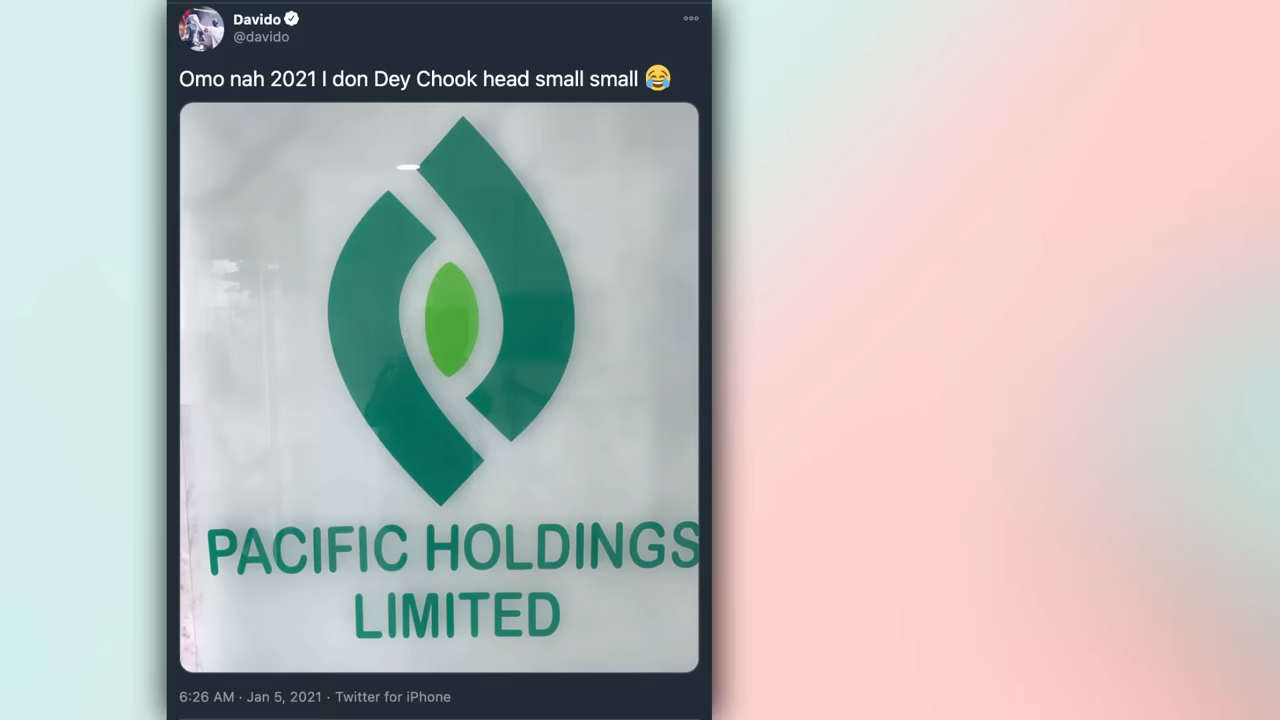 Davido
@davido
Omo nah 2021 I don Dey Chook head small small 😂
PACIFIC HOLDINGS
LIMITED
6:26 AM · Jan 5, 2021 · Twitter for iPhone